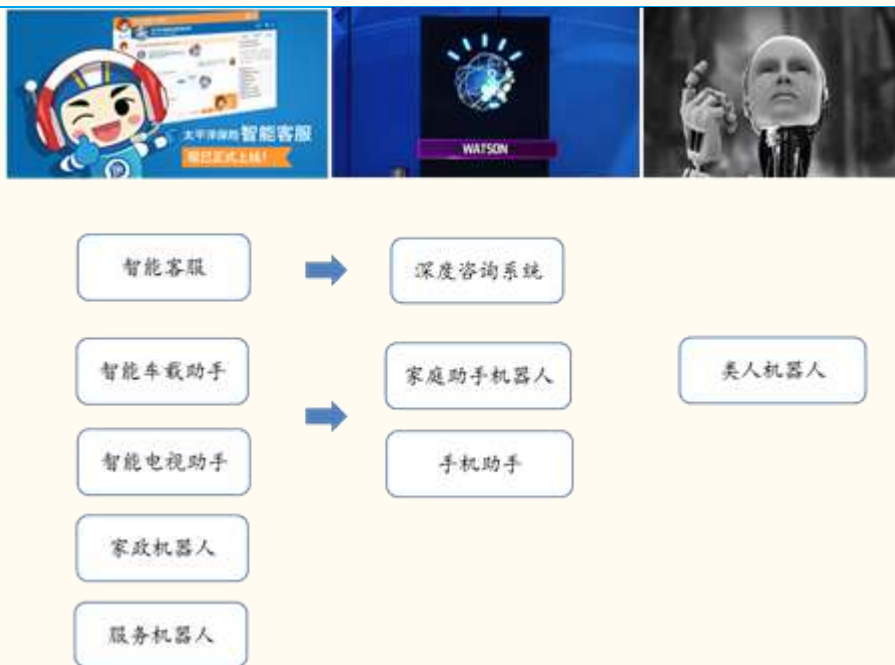 太平洋保险智能客服
现已正式上线!
WATSON
智能客服
深度咨询系统
智能车载助手
家庭助手机器人
类人机器人
智能电视助手
手机助手
家政机器人
服务机器人